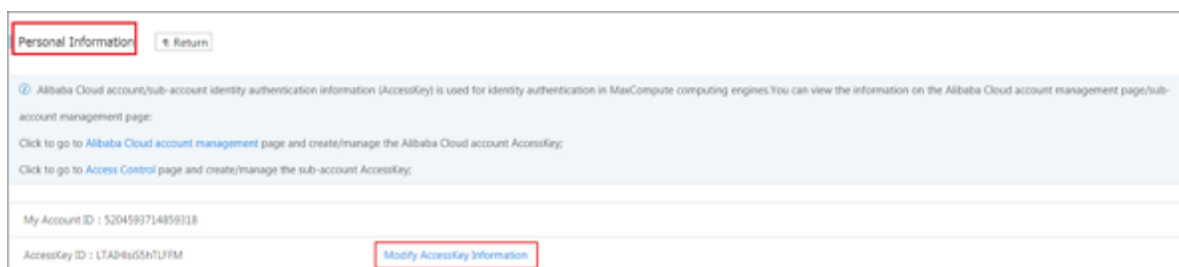 Personal Information Return
Alibaba Cloud account/sub-account identity authentication information (AccessKey) is used for identity authentication in MaxCompute computing engines.You can view the information on the Alibaba Cloud account management page/sub-
account management page:
Click to go to Alibaba Cloud account management page and create/manage the Alibaba Cloud account AccessKey;
Click to go to Access Control page and create/manage the sub-account AccessKey;
My Account ID : 5204593714859318
AccessKey ID : Modify AccessKey Information